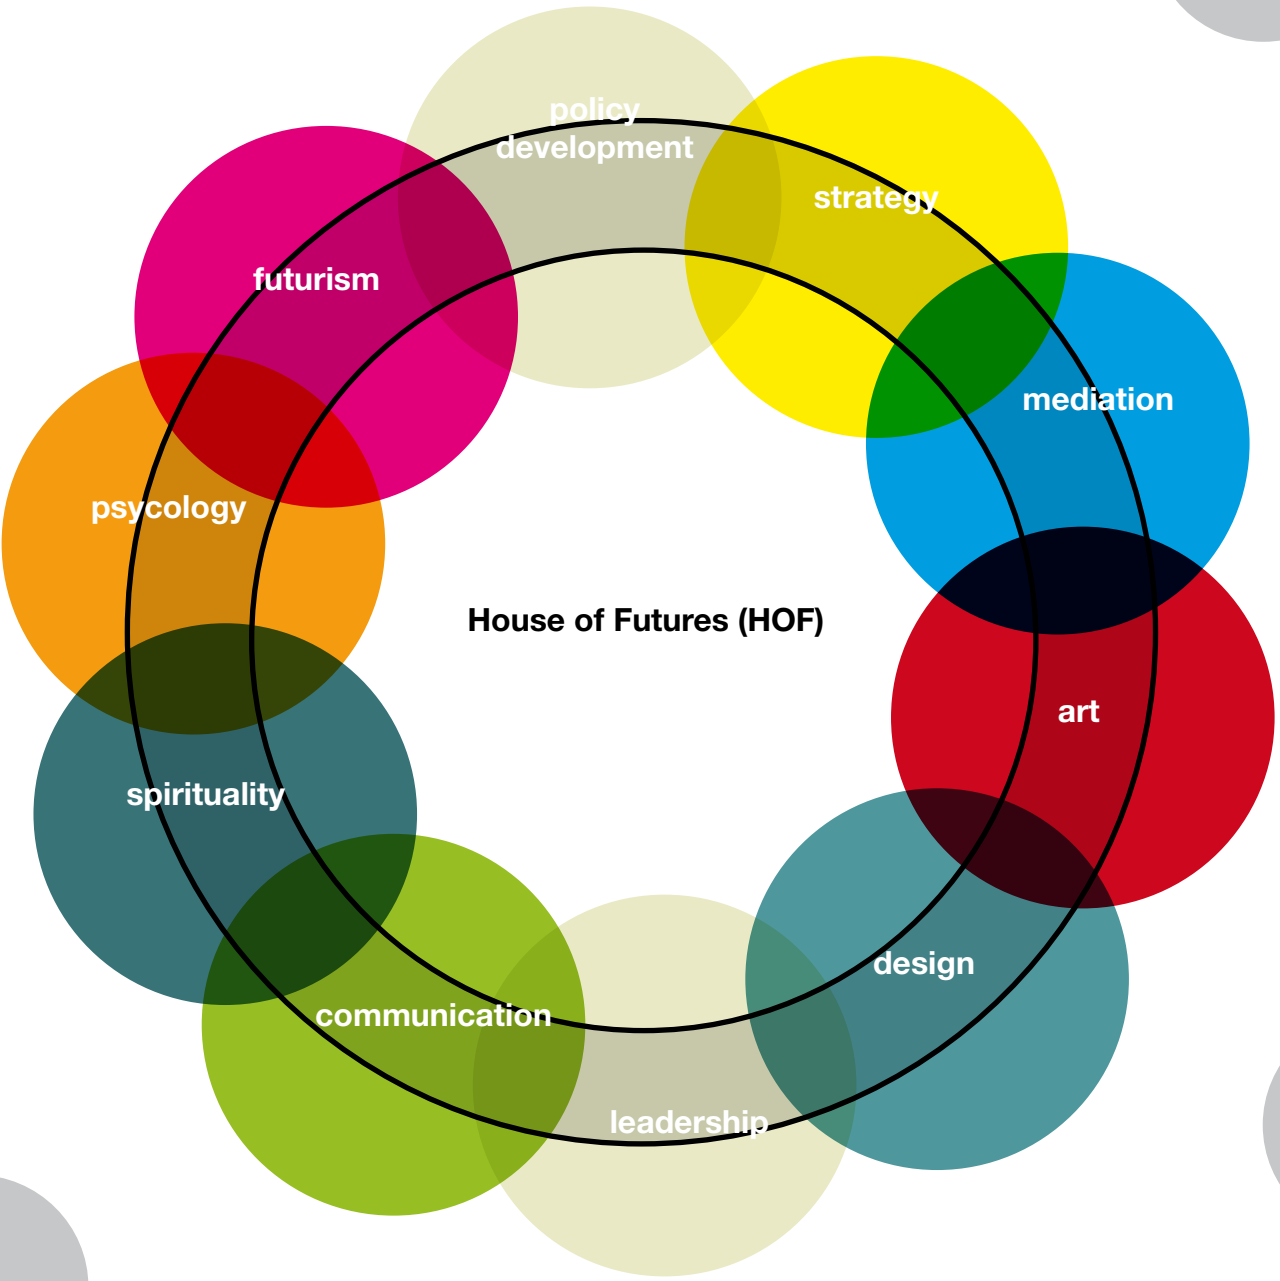 policy
development
strategy
futurism
mediation
psycology
House of Futures (HOF)
art
spirituality
design
communication
leadership